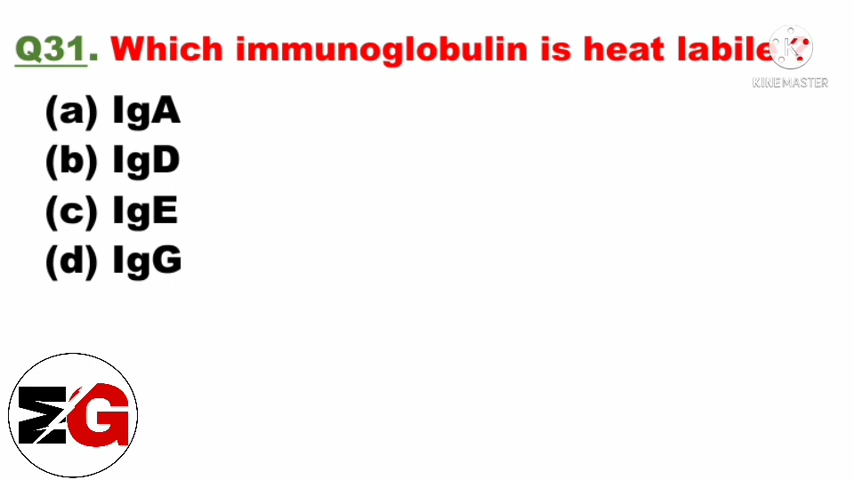 Q31. Which immunoglobulin is heat labile
KINEMASTER
(a) IgA
(b) IgD
(c) IgE
(d) IgG